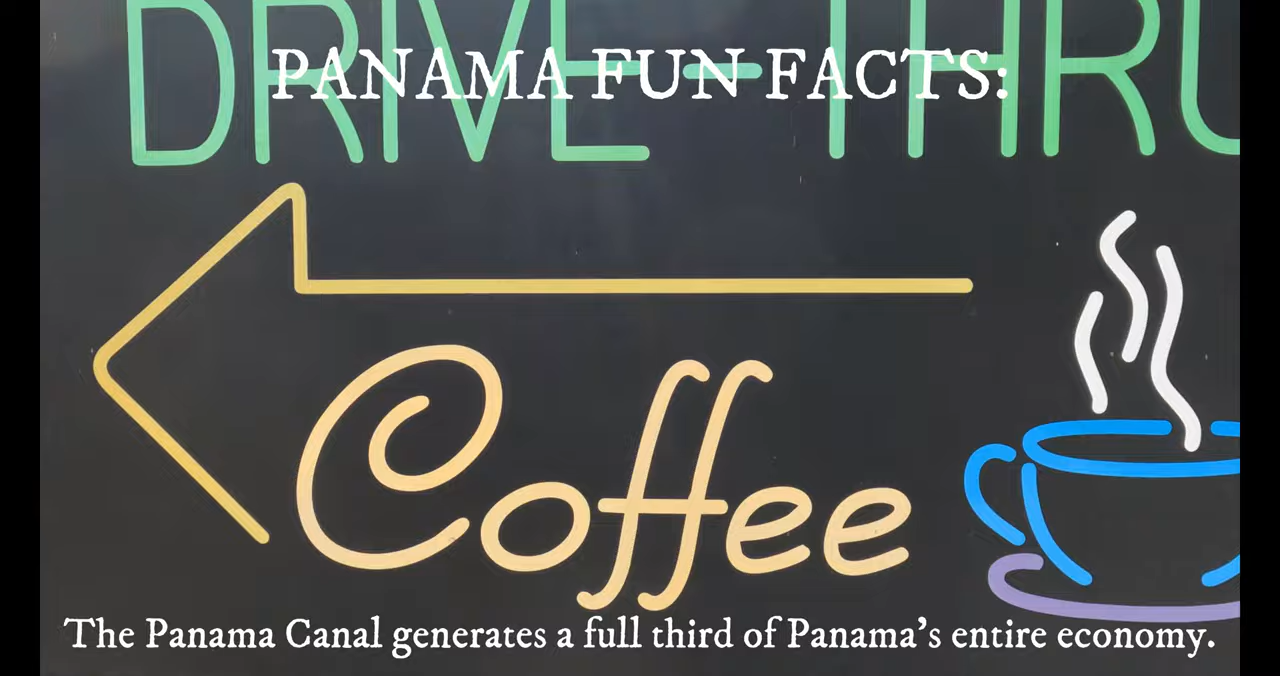 DRIVE-THRU
PANAMA FUN FACTS:
Coffee
The Panama Canal generates a full third of Panama's entire economy.